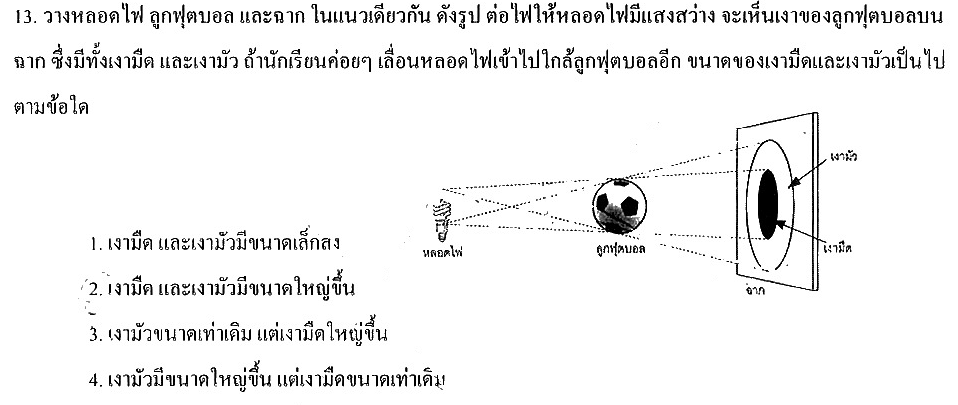 13. วางหลอดไฟ ลูกฟุตบอล และฉาก ในแนวเดียวกัน ดังรูป ต่อไฟให้หลอดไฟมีแสงสว่าง จะเห็นเงาของลูกฟุตบอลบน
ฉาก ซึ่งมีทั้งเงามืด และเงามัว ถ้านักเรียนค่อยๆ เลื่อนหลอดไฟเข้าไปใกล้ลูกฟุตบอลอีก ขนาดของเงามืดและเงามัวเป็นไป
ตามข้อใด
เงามัว
หลอดไฟ
ลูกฟุตบอล
เงามืด
ฉาก
1. เงามืด และเงามัวมีขนาดเล็กลง
2. เงามืด และเงามัวมีขนาดใหญ่ขึ้น
3. เงามัวขนาดเท่าเดิม แต่เงามืดใหญ่ขึ้น
4. เงามัวมีขนาดใหญ่ขึ้น แต่เงามืดขนาดเท่าเดิม